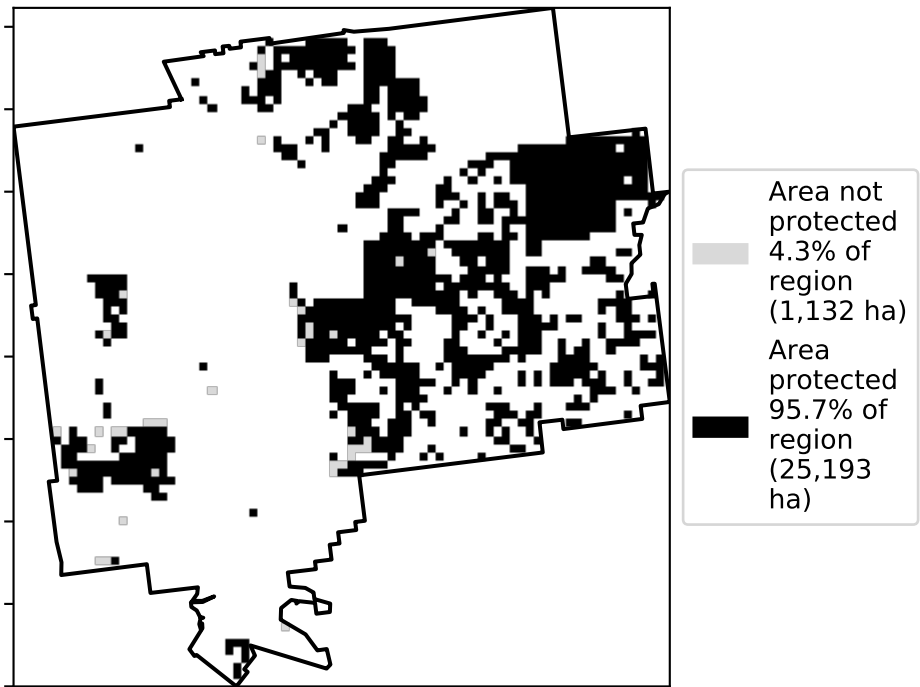 Area not
protected
4.3% of
region
(1,132 ha)
Area
protected
95.7% of
region
(25,193
ha)